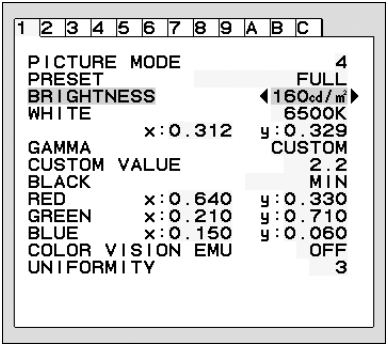 1 2 3 4 5 6 7 8 9 A B C
PICTURE MODE 4
PRESET FULL
BRIGHTNESS 160cd/㎡
WHITE 6500K
x:0.312 y:0.329
GAMMA CUSTOM
CUSTOM VALUE 2.2
BLACK MIN
RED x:0.640 y:0.330
GREEN x:0.210 y:0.710
BLUE x:0.150 y:0.060
COLOR VISION EMU OFF
UNIFORMITY 3